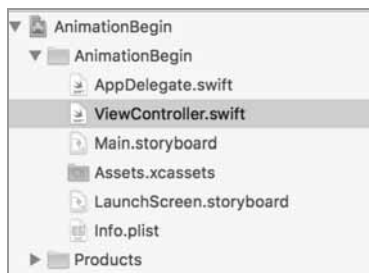 AnimationBegin
AnimationBegin
AppDelegate.swift
ViewController.swift
Main.storyboard
Assets.xcassets
LaunchScreen.storyboard
Info.plist
Products